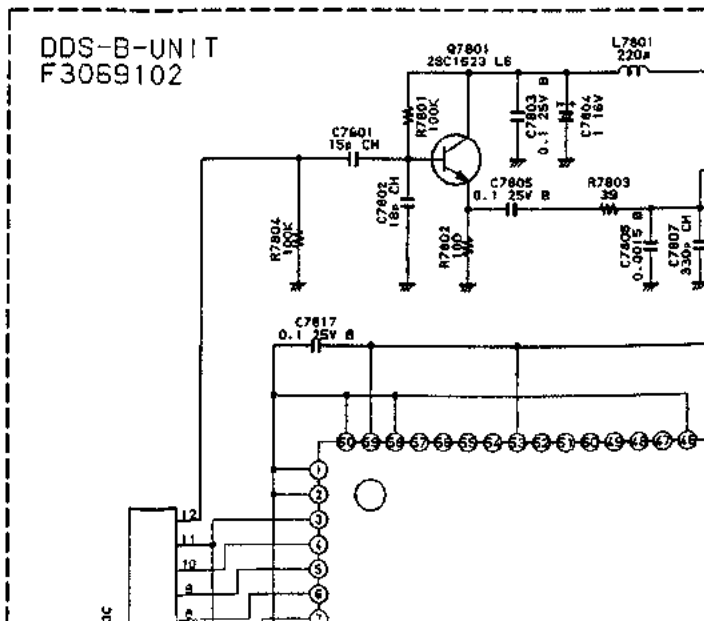 DDS-B-UNIT
F3069102
Q7801
2SC1623 L6
L7801
220μ
R7801
100K
C7803
0.1 25V B
C7804
1 16V
C7801
15p CH
C7802
18p CH
C7805
0.1 25V B
R7803
39
R7804
100K
R7802
100
C7806
0.0015 B
C7807
330p CH
C7817
0.1 25V B
60 59 58 57 56 55 54 53 52 51 50 49 48 47 46
1
2
3
4
5
6
7
12
11
10
9
8